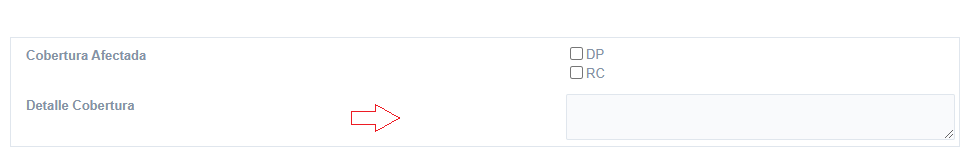 Cobertura Afectada
DP
RC
Detalle Cobertura